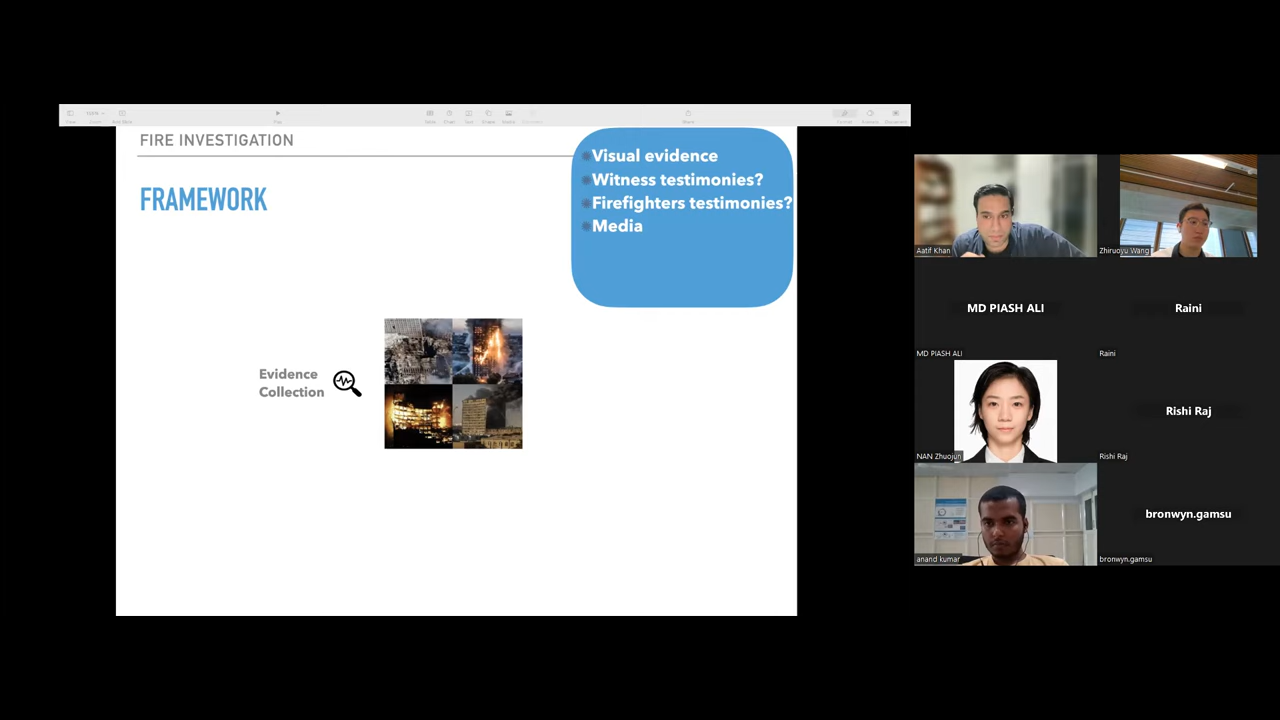 FIRE INVESTIGATION
FRAMEWORK
Visual evidence
Witness testimonies?
Firefighters testimonies?
Media
Evidence
Collection
Aatif Khan
Zhiruoyu Wang
MD PIASH ALI
MD PIASH ALI
Raini
Raini
NAN Zhuojun
Rishi Raj
Rishi Raj
anand kumar
bronwyn.gamsu
bronwyn.gamsu